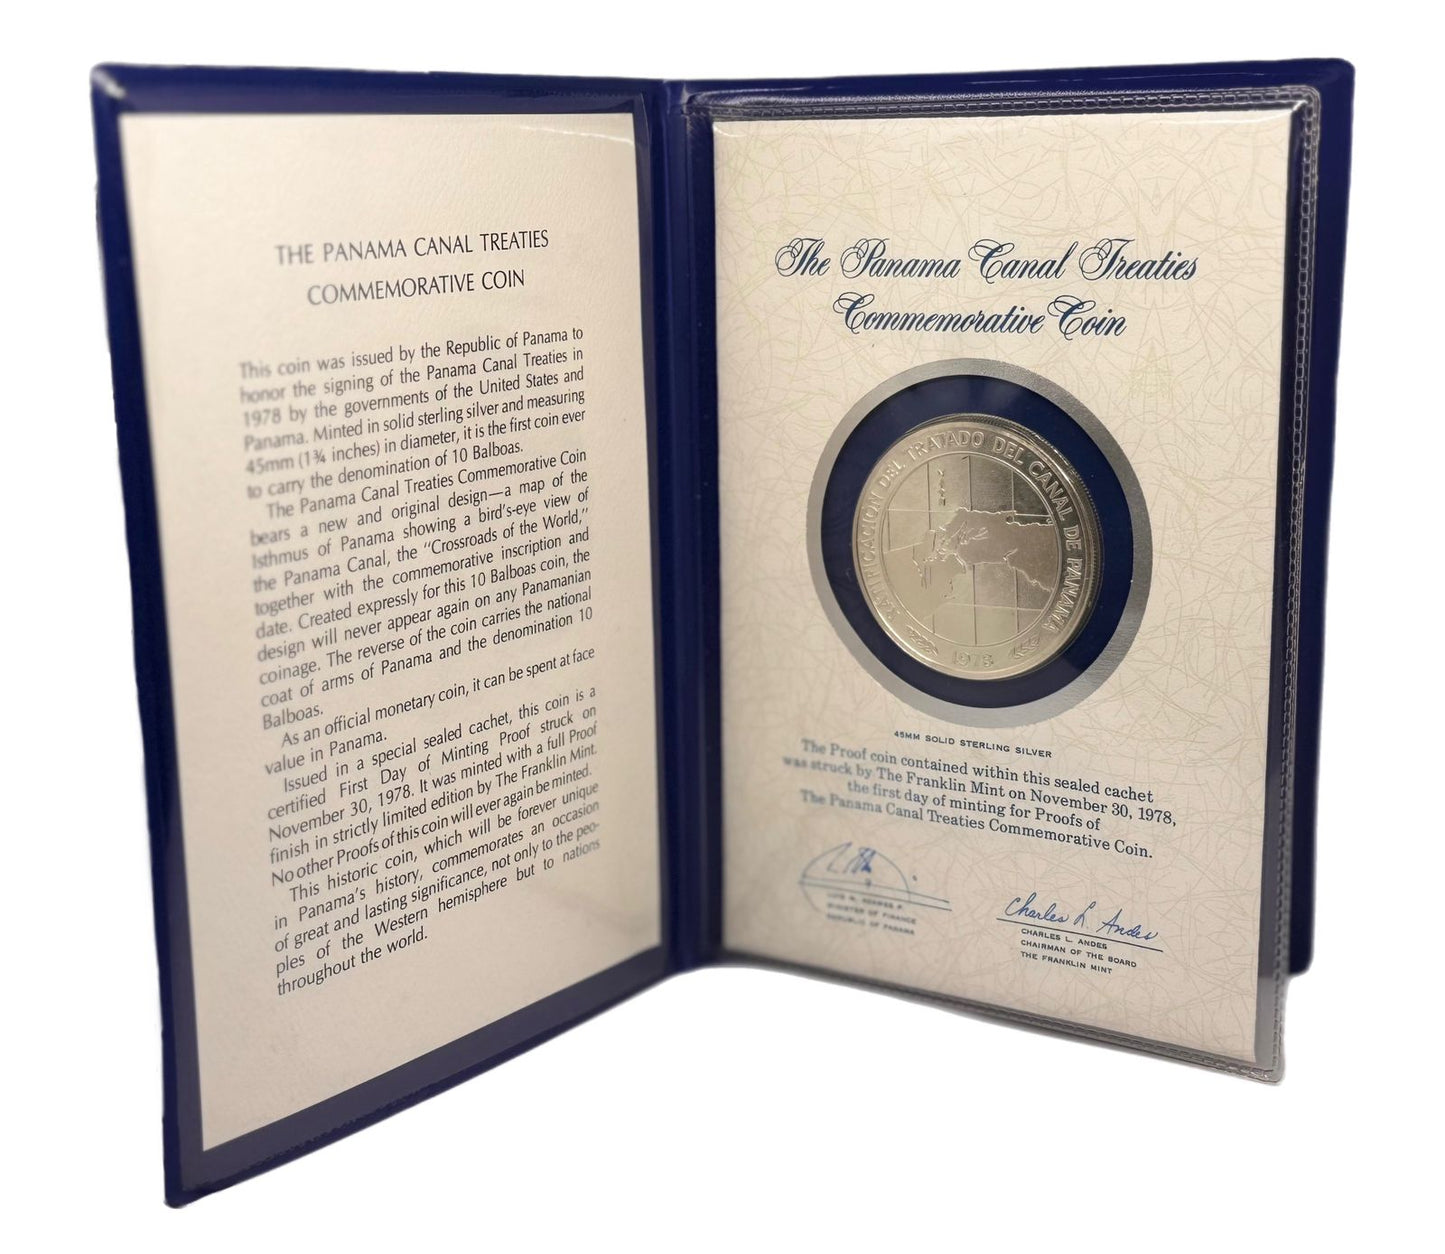 THE PANAMA CANAL TREATIES
COMMEMORATIVE COIN
This coin was issued by the Republic of Panama to
honor the signing of the Panama Canal Treaties in
1978 by the governments of the United States and
Panama. Minted in solid sterling silver and measuring
45mm (1¾ inches) in diameter, it is the first coin ever
to carry the denomination of 10 Balboas.
The Panama Canal Treaties Commemorative Coin
bears a new and original design—a map of the
Isthmus of Panama showing a bird's-eye view of
the Panama Canal, the "Crossroads of the World,"
together with the commemorative inscription and
date. Created expressly for this 10 Balboas coin, the
design will never appear again on any Panamanian
coinage. The reverse of the coin carries the national
coat of arms of Panama and the denomination 10
Balboas.
As an official monetary coin, it can be spent at face
value in Panama.
Issued in a special sealed cachet, this coin is a
certified First Day of Minting Proof struck on
November 30, 1978. It was minted with a full Proof
finish in strictly limited edition by The Franklin Mint.
No other Proofs of this coin will ever again be minted.
This historic coin, which will be forever unique
in Panama's history, commemorates an occasion
of great and lasting significance, not only to the peo-
ples of the Western hemisphere but to nations
throughout the world.
The Panama Canal Treaties
Commemorative Coin
RATIFICACION DEL TRATADO DEL CANAL DE PANAMA
1978
45MM SOLID STERLING SILVER
The Proof coin contained within this sealed cachet
was struck by The Franklin Mint on November 30, 1978,
the first day of minting for Proofs of
The Panama Canal Treaties Commemorative Coin.
MINISTER OF FINANCE
REPUBLIC OF PANAMA
Charles L. Andes
CHARLES L. ANDES
CHAIRMAN OF THE BOARD
THE FRANKLIN MINT